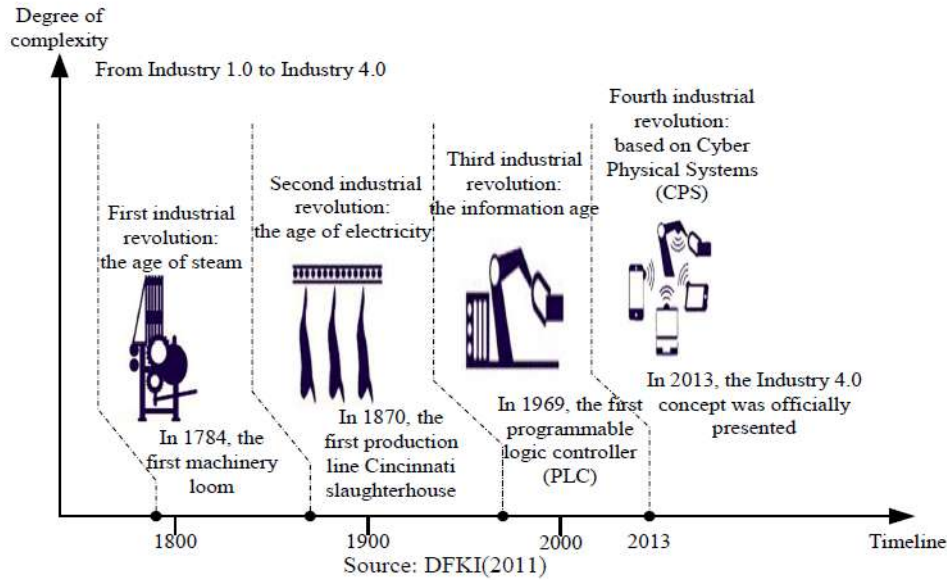 Degree of
complexity
From Industry 1.0 to Industry 4.0
First industrial
revolution:
the age of steam
In 1784, the
first machinery
loom
Second industrial
revolution:
the age of electricity
In 1870, the
first production
line Cincinnati
slaughterhouse
Third industrial
revolution:
the information age
In 1969, the first
programmable
logic controller
(PLC)
Fourth industrial
revolution:
based on Cyber
Physical Systems
(CPS)
In 2013, the Industry 4.0
concept was officially
presented
1800
1900
2000
2013
Timeline
Source: DFKI(2011)